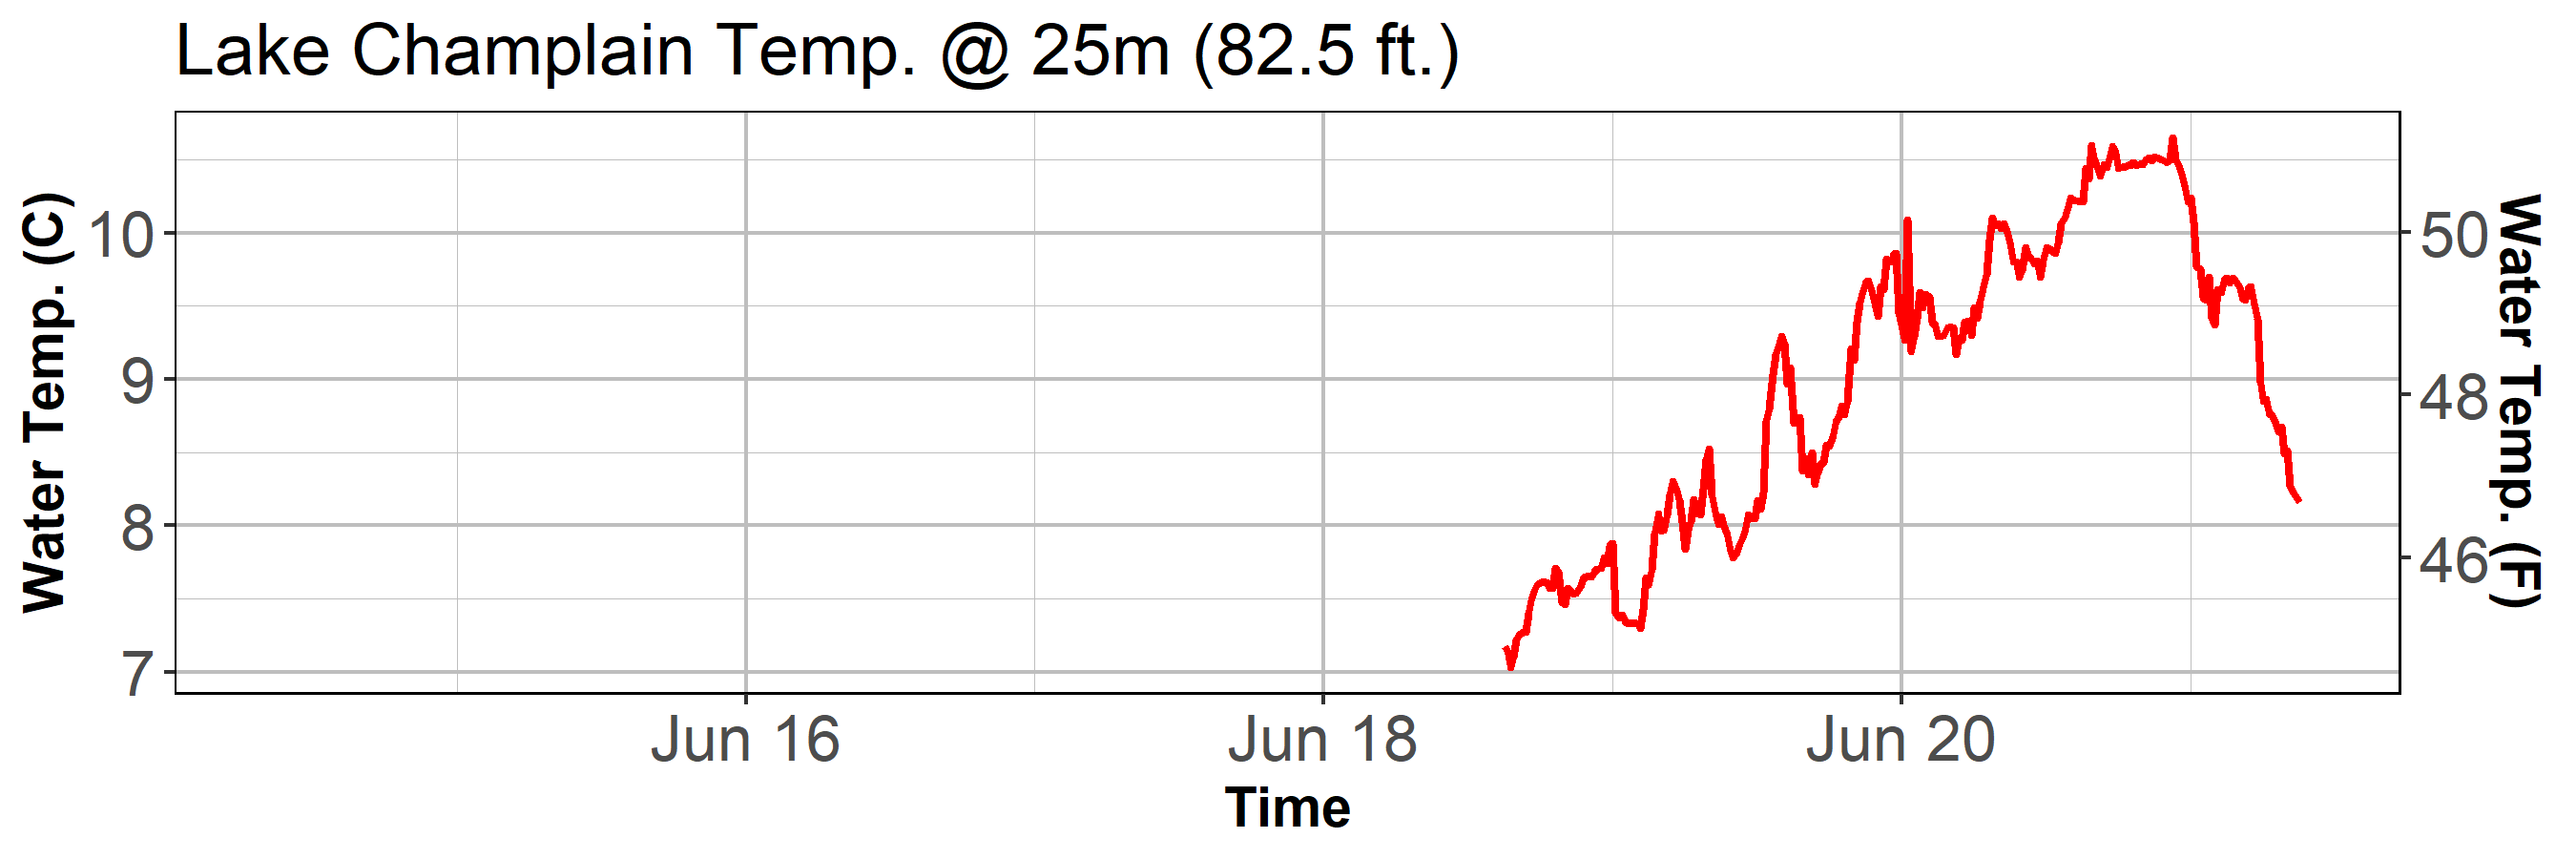 Lake Champlain Temp. @ 25m (82.5 ft.)
Water Temp. (C)
10
9
8
7
50
48
46
Water Temp. (F)
Jun 16
Jun 18
Jun 20
Time